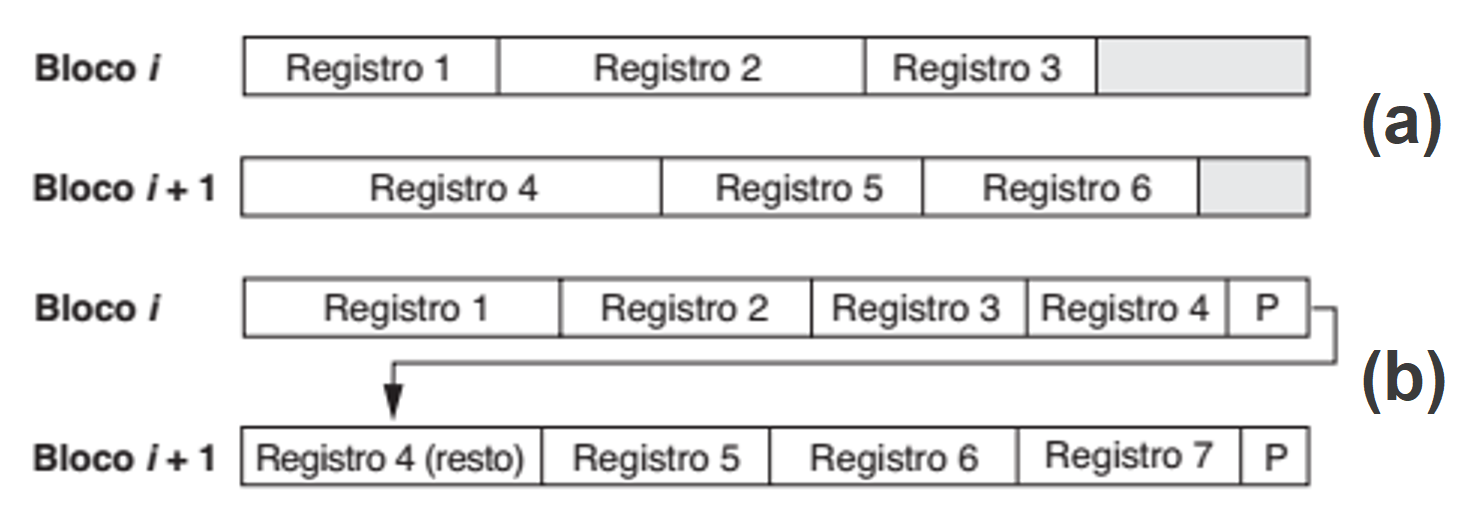 Bloco i Registro 1 Registro 2 Registro 3
(a)
Bloco i + 1 Registro 4 Registro 5 Registro 6
Bloco i Registro 1 Registro 2 Registro 3 Registro 4 P
(b)
Bloco i + 1 Registro 4 (resto) Registro 5 Registro 6 Registro 7 P